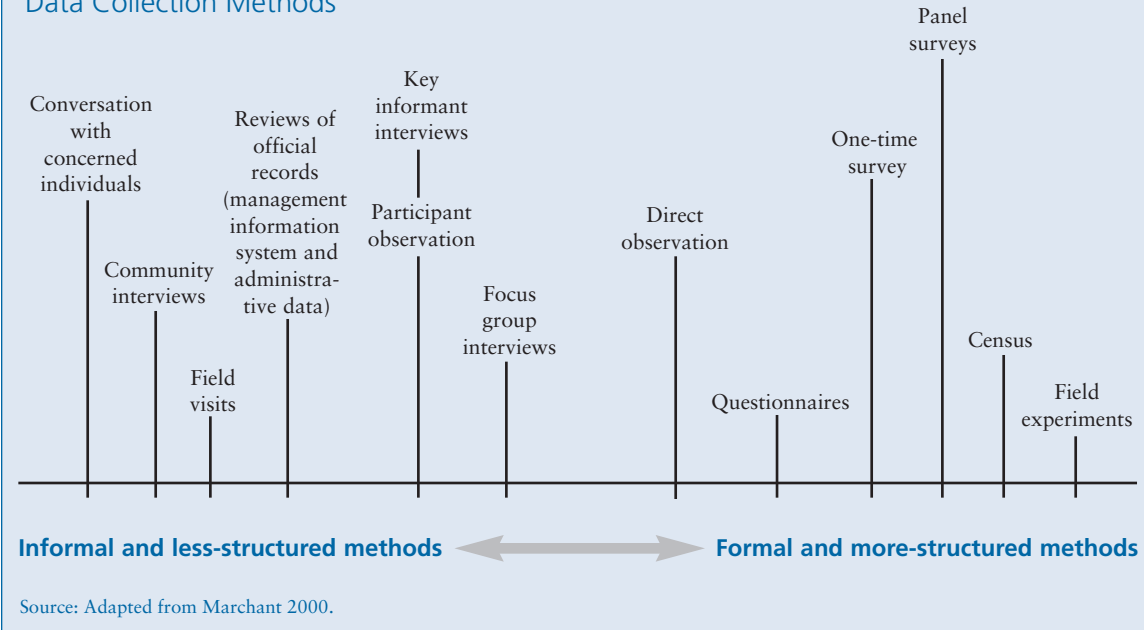 Data Collection Methods
Conversation
with
concerned
individuals
Community
interviews
Field
visits
Reviews of
official
records
(management
information
system and
administra-
tive data)
Key
informant
interviews
Participant
observation
Focus
group
interviews
Direct
observation
Questionnaires
One-time
survey
Panel
surveys
Census
Field
experiments
Informal and less-structured methods
Formal and more-structured methods
Source: Adapted from Marchant 2000.